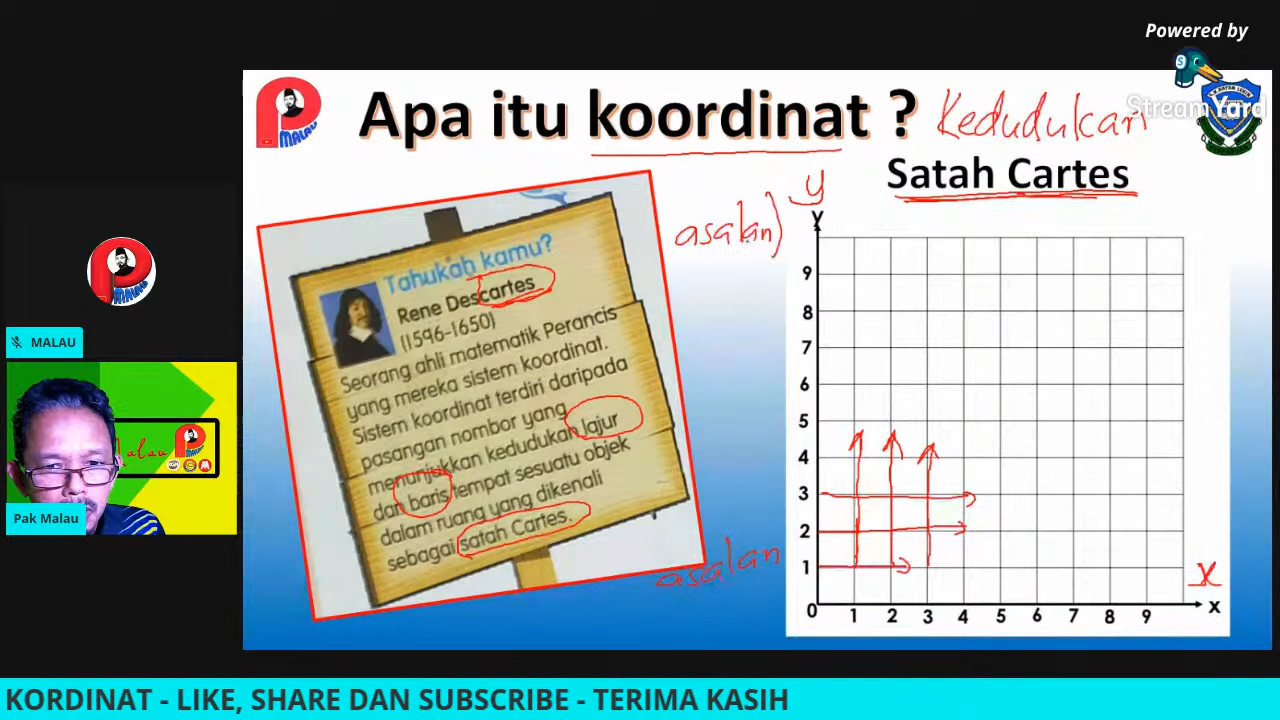 Powered by
StreamYard
P
MALAU
Apa itu koordinat ?
Kedudukan
Satah Cartes
Tahukah kamu?
Rene Descartes
(1596-1650)
Seorang ahli matematik Perancis
yang mereka sistem koordinat.
Sistem koordinat terdiri daripada
pasangan nombor yang
menunjukkan kedudukan lajur
dan baris tempat sesuatu objek
dalam ruang yang dikenali
sebagai satah Cartes.
asalan)
y
Y
9
8
7
6
5
4
3
2
1
0
1 2 3 4 5 6 7 8 9
x
X
asalan
P
MALAU
MALAU
Malau
Pak Malau
KORDINAT - LIKE, SHARE DAN SUBSCRIBE - TERIMA KASIH